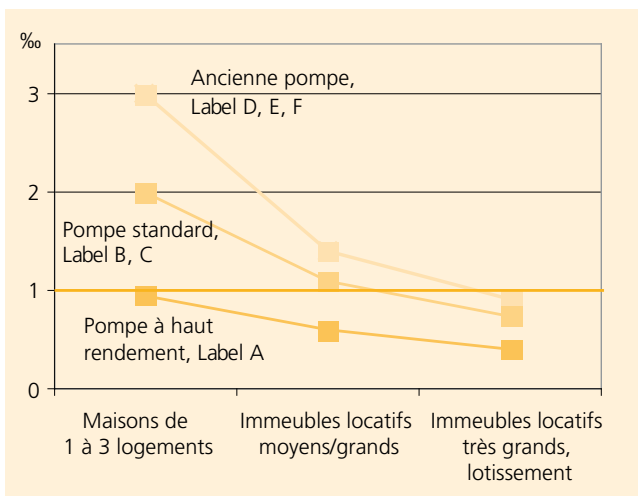 ‰
3
2
1
0
Ancienne pompe,
Label D, E, F
Pompe standard,
Label B, C
Pompe à haut
rendement, Label A
Maisons de
1 à 3 logements
Immeubles locatifs
moyens/grands
Immeubles locatifs
très grands,
lotissement